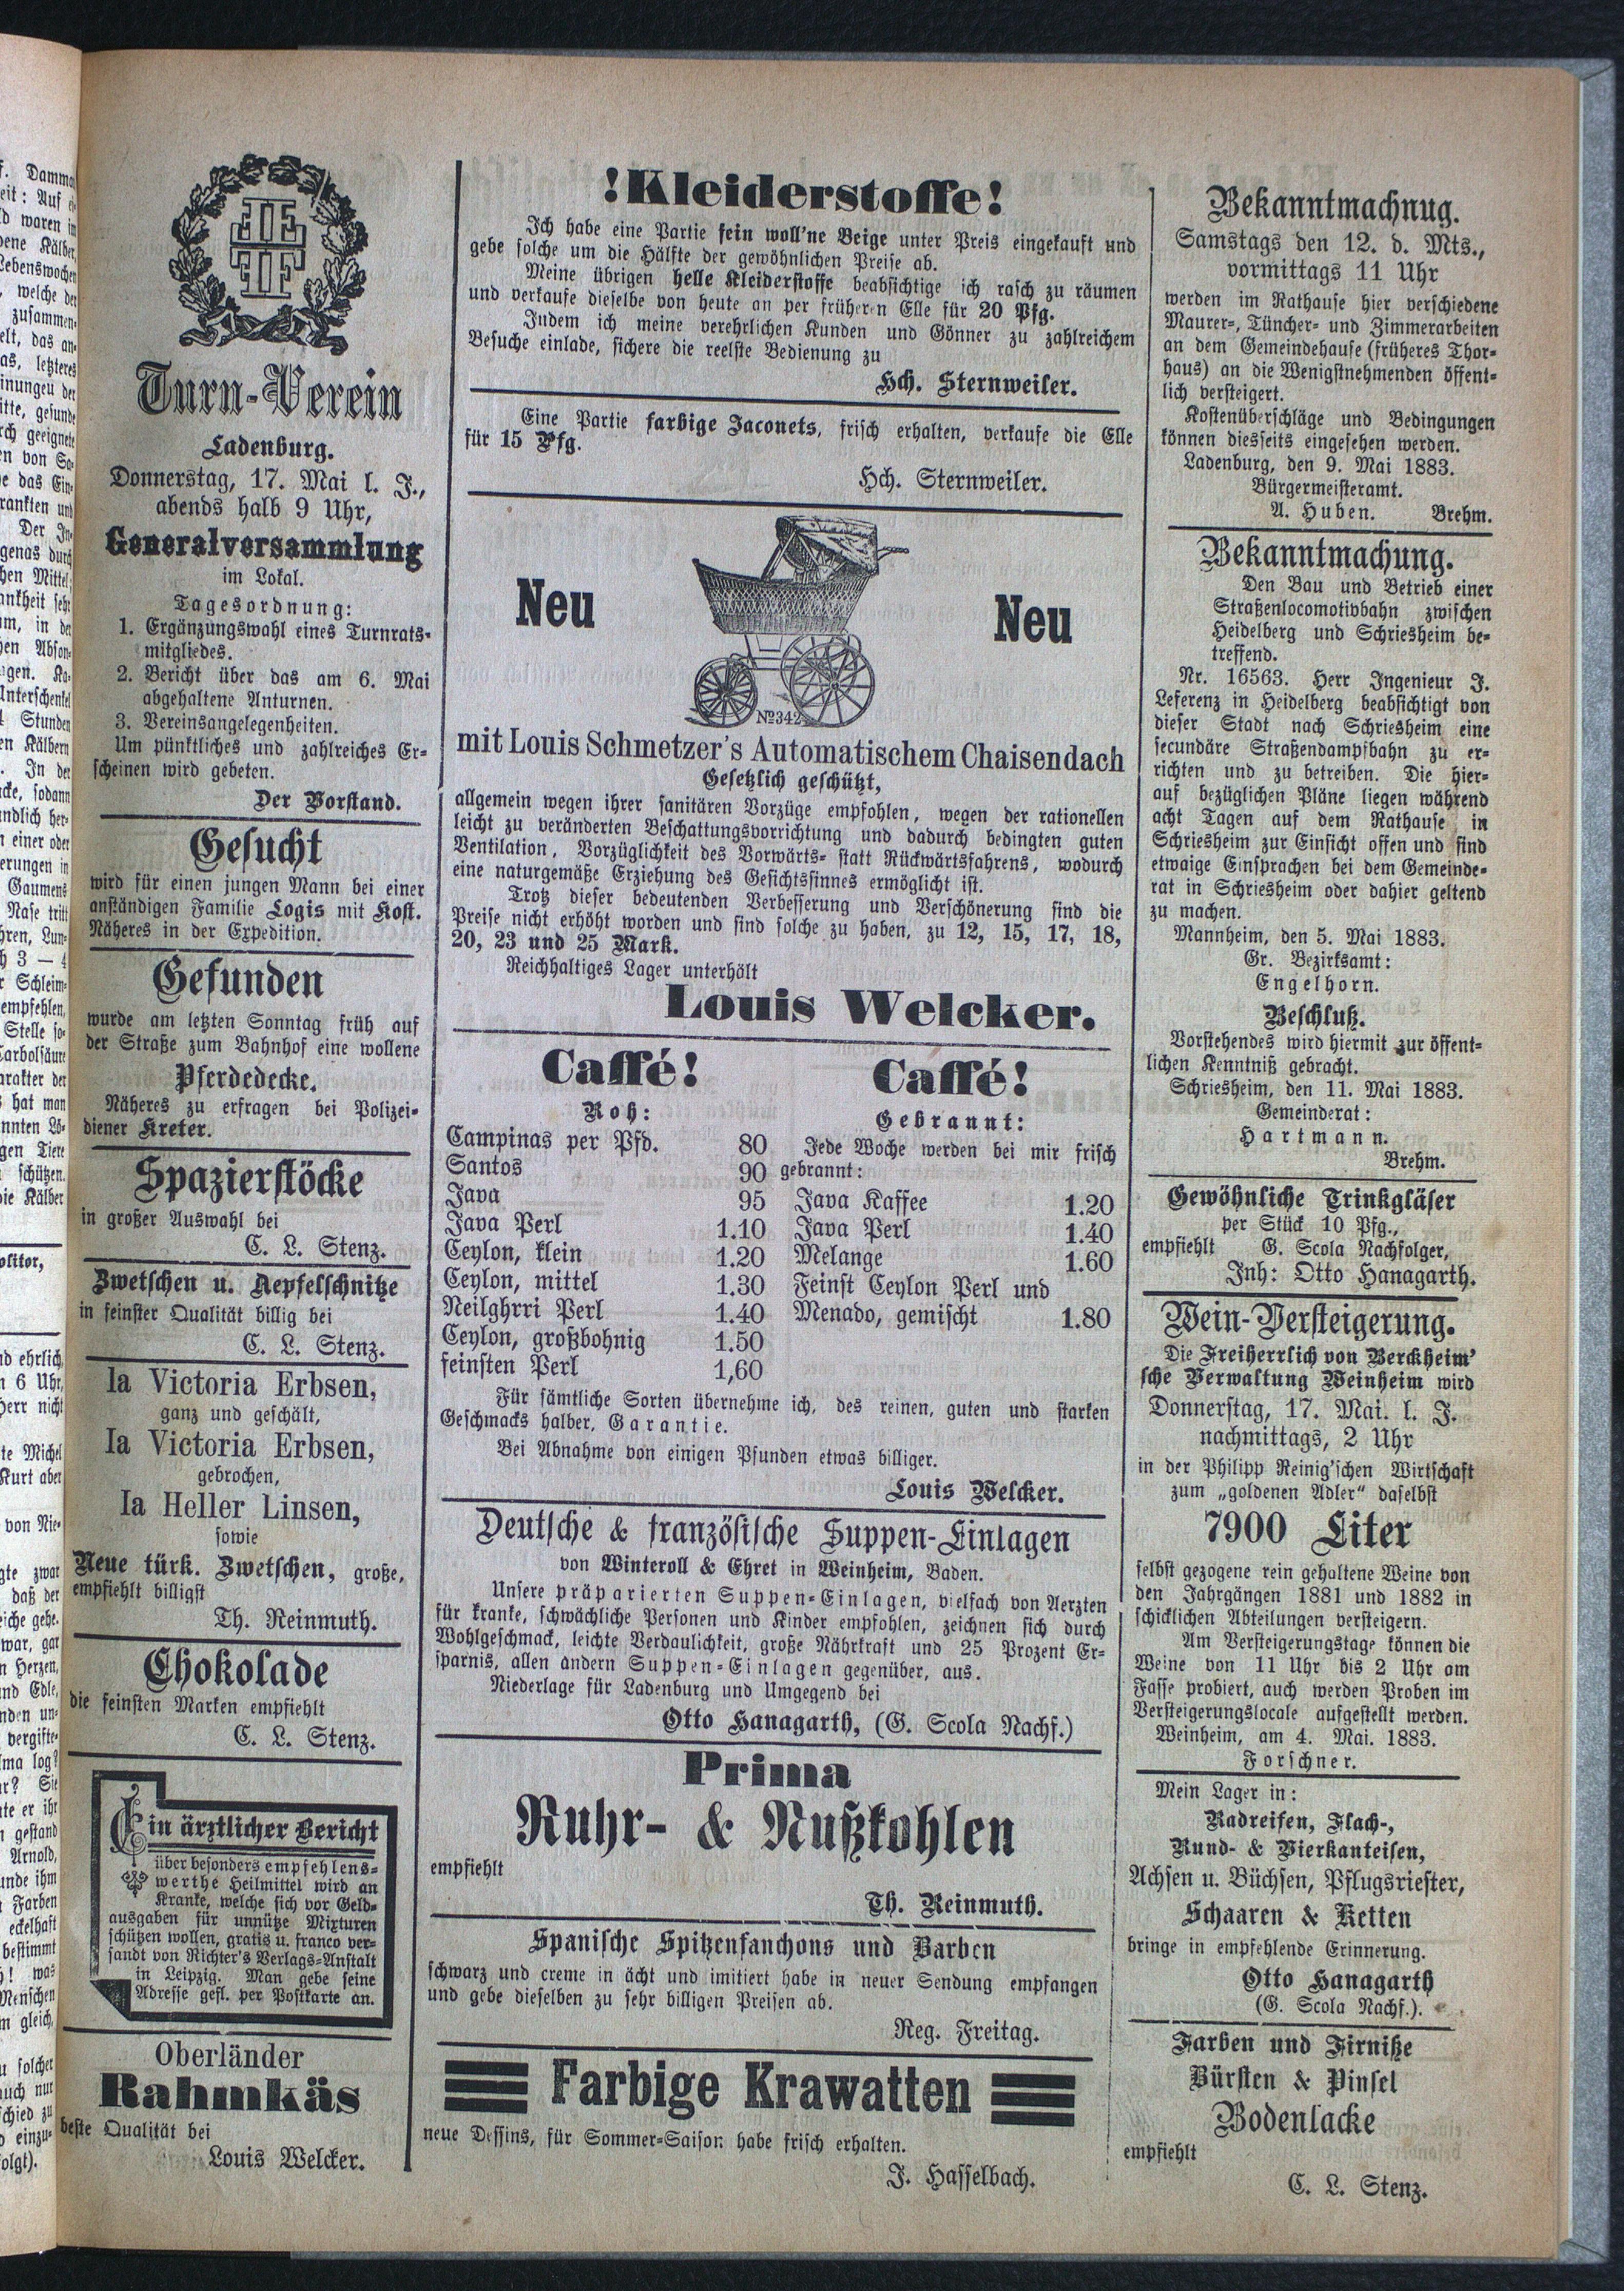 Turn-Verein
Ladenburg.
Donnerstag, 17. Mai l. J.,
abends halb 9 Uhr,
Generalversammlung
im Lokal.
Tagesordnung:
1. Ergänzungswahl eines Turnrats-
mitgliedes.
2. Bericht über das am 6. Mai
abgehaltene Anturnen.
3. Vereinsangelegenheiten.
Um pünktliches und zahlreiches Er-
scheinen wird gebeten.
Der Vorstand.
Gesucht
wird für einen jungen Mann bei einer
anständigen Familie Logis mit Kost.
Näheres in der Expedition.
Gefunden
wurde am letzten Sonntag früh auf
der Straße zum Bahnhof eine wollene
Pferdedecke.
Näheres zu erfragen bei Polizei-
diener Kreter.
Spazierstöcke
in großer Auswahl bei
C. L. Stenz.
Zwetschen u. Aepfelschnitze
in feinster Qualität billig bei
C. L. Stenz.
Ia Victoria Erbsen,
ganz und geschält,
Ia Victoria Erbsen,
gebrochen,
Ia Heller Linsen,
sowie
Neue türk. Zwetschen, große,
empfiehlt billigst
Th. Reinmuth.
Chokolade
die feinsten Marken empfiehlt
C. L. Stenz.
Ein ärztlicher Bericht
über besonders empfehlens-
werthe Heilmittel wird an
Kranke, welche sich vor Geld-
ausgaben für unnütze Mixturen
schützen wollen, gratis u. franco ver-
sandt von Richter's Verlags-Anstalt
in Leipzig. Man gebe seine
Adresse gefl. per Postkarte an.
Oberländer
Rahmkäs
beste Qualität bei
Louis Welcker.
!Kleiderstoffe!
Ich habe eine Partie fein woll'ne Beige unter Preis eingekauft und
gebe solche um die Hälfte der gewöhnlichen Preise ab.
Meine übrigen helle Kleiderstoffe beabsichtige ich rasch zu räumen
und verkaufe dieselbe von heute an per früheren Elle für 20 Pfg.
Indem ich meine verehrlichen Kunden und Gönner zu zahlreichem
Besuche einlade, sichere die reelste Bedienung zu
Hch. Sternweiler.
Eine Partie farbige Jaconets, frisch erhalten, verkaufe die Elle
für 15 Pfg.
Hch. Sternweiler.
Neu Neu
No 342
mit Louis Schmetzer's Automatischem Chaisendach
Gesetzlich geschützt,
allgemein wegen ihrer sanitären Vorzüge empfohlen, wegen der rationellen
leicht zu veränderten Beschattungsvorrichtung und dadurch bedingten guten
Ventilation, Vorzüglichkeit des Vorwärts- statt Rückwärtsfahrens, wodurch
eine naturgemäße Erziehung des Gesichtssinnes ermöglicht ist.
Trotz dieser bedeutenden Verbesserung und Verschönerung sind die
Preise nicht erhöht worden und sind solche zu haben, zu 12, 15, 17, 18,
20, 23 und 25 Mark.
Reichhaltiges Lager unterhölt
Louis Welcker.
Caffé!
Roh:
Campinas per Pfd. 80
Santos 90
Java 95
Java Perl 1.10
Ceylon, klein 1.20
Ceylon, mittel 1.30
Neilghrri Perl 1.40
Ceylon, großbohnig 1.50
feinsten Perl 1,60
Caffé!
Gebrannt:
Jede Woche werden bei mir frisch
gebrannt:
Java Kaffee 1.20
Java Perl 1.40
Melange 1.60
Feinst Ceylon Perl und
Menado, gemischt 1.80
Für sämtliche Sorten übernehme ich, des reinen, guten und starken
Geschmacks halber, Garantie.
Bei Abnahme von einigen Pfunden etwas billiger.
Louis Welcker.
Deutsche & französische Suppen-Einlagen
von Winteroll & Ehret in Weinheim, Baden.
Unsere präparierten Suppen-Einlagen, vielfach von Aerzten
für kranke, schwächliche Personen und Kinder empfohlen, zeichnen sich durch
Wohlgeschmack, leichte Verdaulichkeit, große Nährkraft und 25 Prozent Er-
sparnis, allen andern Suppen-Einlagen gegenüber, aus.
Niederlage für Ladenburg und Umgegend bei
Otto Hanagarth, (G. Scola Nachf.)
Prima
Ruhr- & Nußkohlen
empfiehlt
Th. Reinmuth.
Spanische Spitzenfanchons und Barben
schwarz und creme in ächt und imitiert habe in neuer Sendung empfangen
und gebe dieselben zu sehr billigen Preisen ab.
Reg. Freitag.
Farbige Krawatten
neue Dessins, für Sommer-Saison habe frisch erhalten.
J. Hasselbach.
Bekanntmachnug.
Samstags den 12. d. Mts.,
vormittags 11 Uhr
werden im Rathause hier verschiedene
Maurer-, Tüncher- und Zimmerarbeiten
an dem Gemeindehause (früheres Thor-
haus) an die Wenigstnehmenden öffent-
lich versteigert.
Kostenüberschläge und Bedingungen
können diesseits eingesehen werden.
Ladenburg, den 9. Mai 1883.
Bürgermeisteramt.
A. Huben. Brehm.
Bekanntmachung.
Den Bau und Betrieb einer
Straßenlocomotivbahn zwischen
Heidelberg und Schriesheim be-
treffend.
Nr. 16563. Herr Ingenieur J.
Leferenz in Heidelberg beabsichtigt von
dieser Stadt nach Schriesheim eine
secundäre Straßendampfbahn zu er-
richten und zu betreiben. Die hier-
auf bezüglichen Pläne liegen während
acht Tagen auf dem Rathause in
Schriesheim zur Einsicht offen und sind
etwaige Einsprachen bei dem Gemeinde-
rat in Schriesheim oder dahier geltend
zu machen.
Mannheim, den 5. Mai 1883.
Gr. Bezirksamt:
Engelhorn.
Beschluß.
Vorstehendes wird hiermit zur öffent-
lichen Kenntniß gebracht.
Schriesheim, den 11. Mai 1883.
Gemeinderat:
Hartmann.
Brehm.
Gewöhnliche Trinkgläser
per Stück 10 Pfg.,
empfiehlt G. Scola Nachfolger,
Inh: Otto Hanagarth.
Wein-Versteigerung.
Die Freiherrlich von Berckheim'
sche Verwaltung Weinheim wird
Donnerstag, 17. Mai. l. J.
nachmittags, 2 Uhr
in der Philipp Reinig'schen Wirtschaft
zum „goldenen Adler“ daselbst
7900 Liter
selbst gezogene rein gehaltene Weine von
den Jahrgängen 1881 und 1882 in
schicklichen Abteilungen versteigern.
Am Versteigerungstage können die
Weine von 11 Uhr bis 2 Uhr am
Fasse probiert, auch werden Proben im
Versteigerungslocale aufgestellt werden.
Weinheim, am 4. Mai. 1883.
Forschner.
Mein Lager in:
Radreifen, Flach-,
Rund- & Vierkanteisen,
Achsen u. Büchsen, Pflugsriester,
Schaaren & Ketten
bringe in empfehlende Erinnerung.
Otto Hanagarth
(G. Scola Nachf.).
Farben und Firniße
Bürsten & Pinsel
Bodenlacke
empfiehlt
C. L. Stenz.